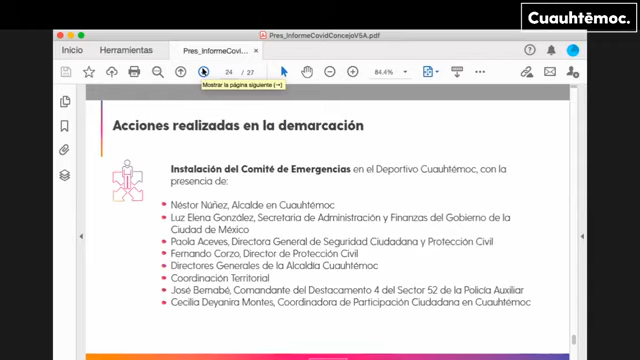 Cuauhtémoc.
Pres_InformeCovidConcejoV5A.pdf
Inicio
Herramientas
Pres_InformeCovi...
24 / 27
84.4%
Mostrar la página siguiente (→)
Acciones realizadas en la demarcación
Instalación del Comité de Emergencias en el Deportivo Cuauhtémoc, con la
presencia de:
Néstor Núñez, Alcalde en Cuauhtémoc
Luz Elena González, Secretaria de Administración y Finanzas del Gobierno de la
Ciudad de México
Paola Aceves, Directora General de Seguridad Ciudadana y Protección Civil
Fernando Corzo, Director de Protección Civil
Directores Generales de la Alcaldía Cuauhtémoc
Coordinación Territorial
José Bernabé, Comandante del Destacamento 4 del Sector 52 de la Policía Auxiliar
Cecilia Deyanira Montes, Coordinadora de Participación Ciudadana en Cuauhtémoc